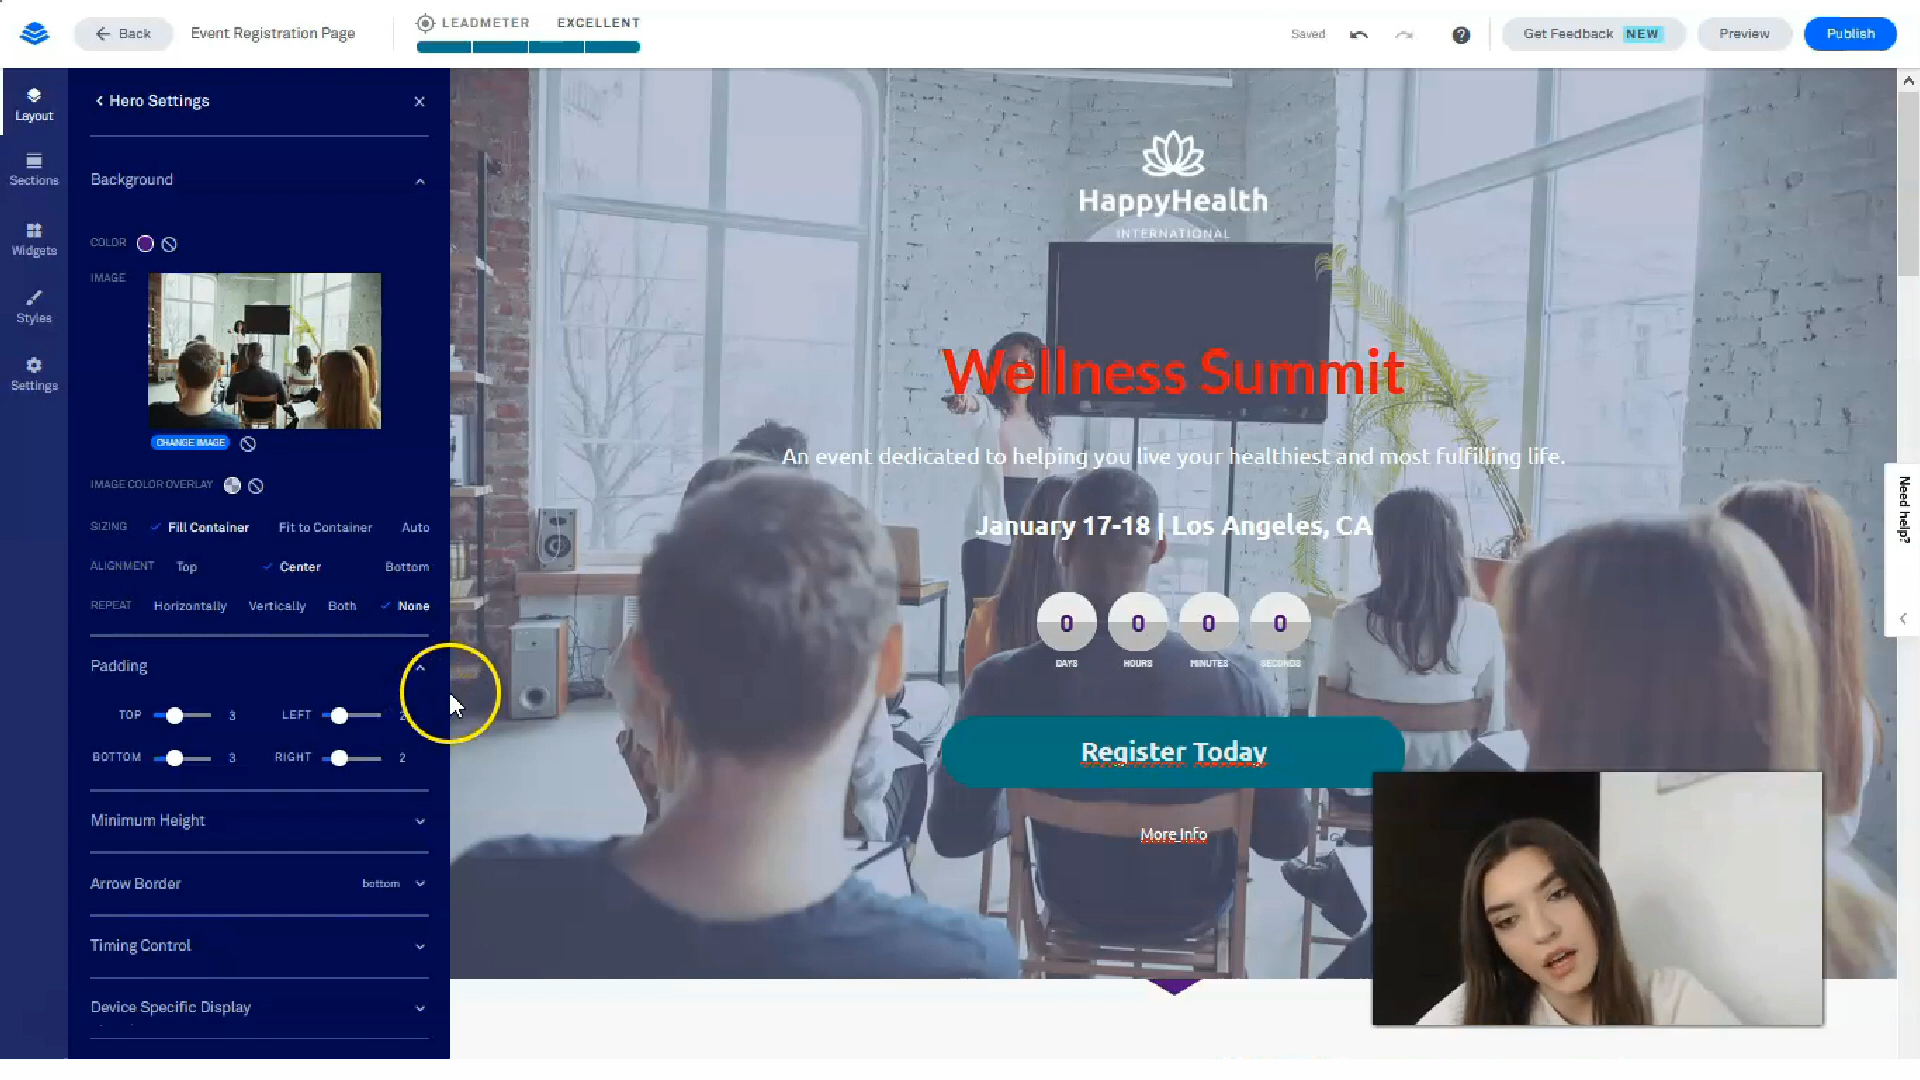 Back
Event Registration Page
LEADMETER EXCELLENT
Saved
?
Get Feedback NEW
Preview
Publish
Layout
Sections
Widgets
Styles
Settings
Hero Settings
Background
COLOR
IMAGE
CHANGE IMAGE
IMAGE COLOR OVERLAY
SIZING Fill Container Fit to Container Auto
ALIGNMENT Top Center Bottom
REPEAT Horizontally Vertically Both None
Padding
TOP 3 LEFT 2
BOTTOM 3 RIGHT 2
Minimum Height
Arrow Border bottom
Timing Control
Device Specific Display
HappyHealth
INTERNATIONAL
Wellness Summit
An event dedicated to helping you live your healthiest and most fulfilling life.
January 17-18 | Los Angeles, CA
0 0 0 0
DAYS HOURS MINUTES SECONDS
Register Today
More Info
Need help?